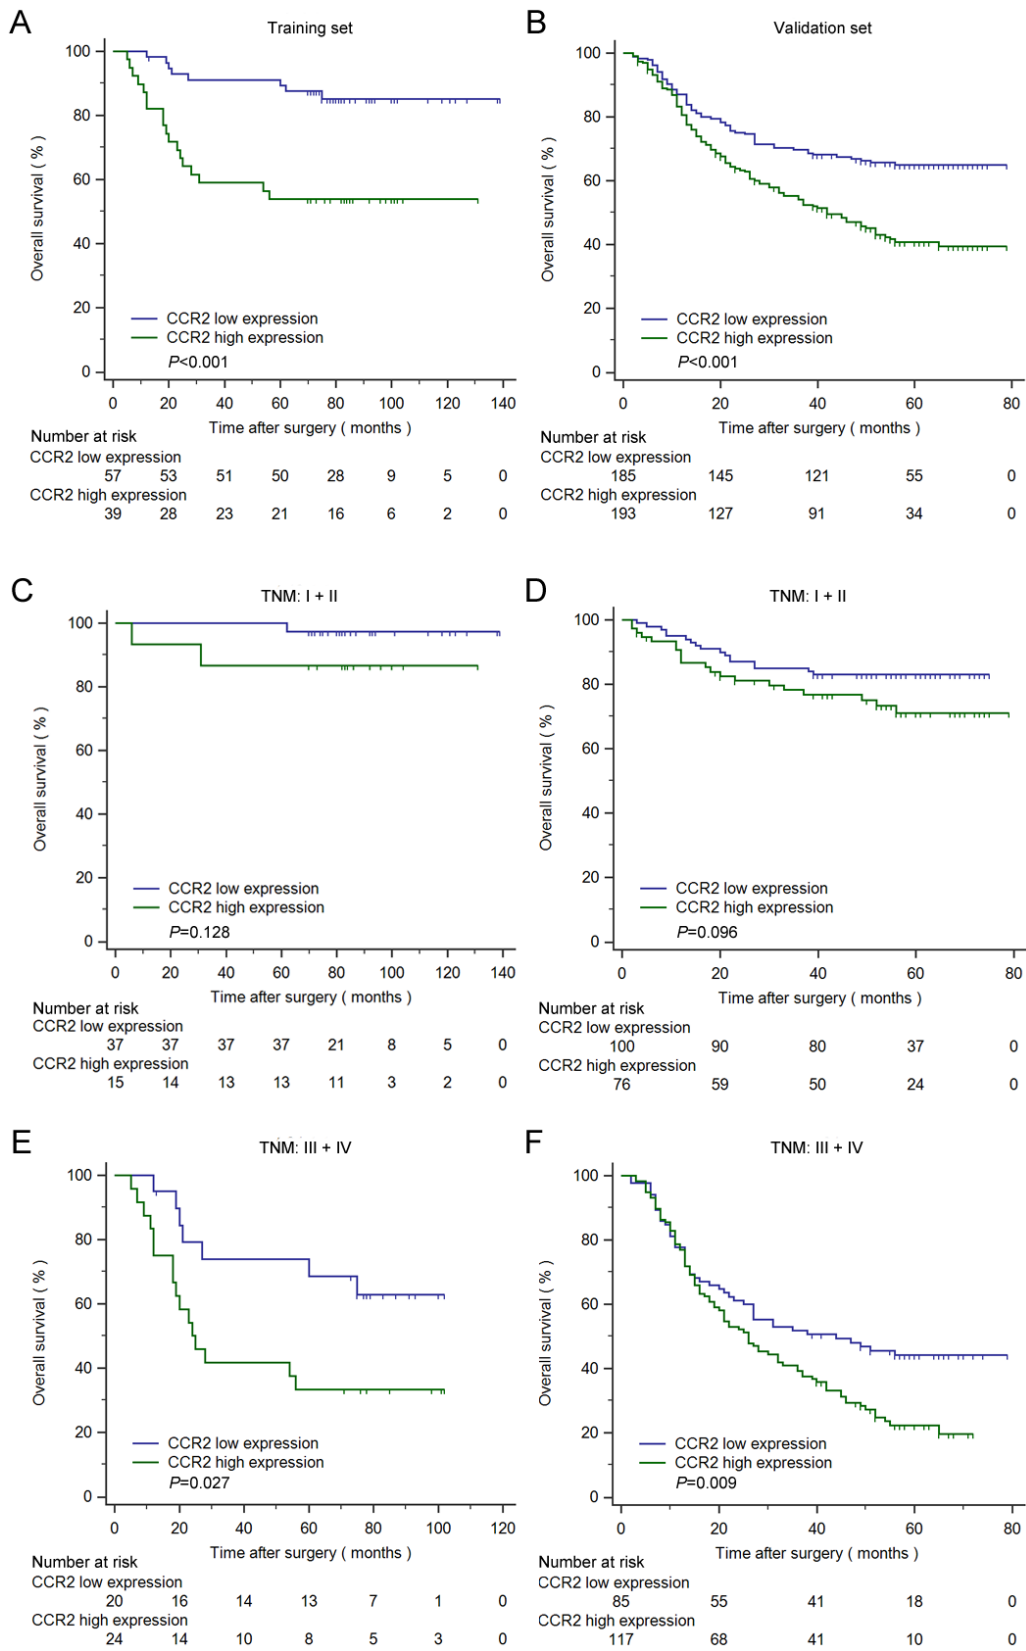 A
Training set
100
80
60
40
20
0
Overall survival ( % )
CCR2 low expression
CCR2 high expression
P<0.001
0 20 40 60 80 100 120 140
Time after surgery ( months )
Number at risk
CCR2 low expression
57 53 51 50 28 9 5 0
CCR2 high expression
39 28 23 21 16 6 2 0
B
Validation set
100
80
60
40
20
0
Overall survival ( % )
CCR2 low expression
CCR2 high expression
P<0.001
0 20 40 60 80
Time after surgery ( months )
Number at risk
CCR2 low expression
185 145 121 55 0
CCR2 high expression
193 127 91 34 0
C
TNM: I + II
100
80
60
40
20
0
Overall survival ( % )
CCR2 low expression
CCR2 high expression
P=0.128
0 20 40 60 80 100 120 140
Time after surgery ( months )
Number at risk
CCR2 low expression
37 37 37 37 21 8 5 0
CCR2 high expression
15 14 13 13 11 3 2 0
D
TNM: I + II
100
80
60
40
20
0
Overall survival ( % )
CCR2 low expression
CCR2 high expression
P=0.096
0 20 40 60 80
Time after surgery ( months )
Number at risk
CCR2 low expression
100 90 80 37 0
CCR2 high expression
76 59 50 24 0
E
TNM: III + IV
100
80
60
40
20
0
Overall survival ( % )
CCR2 low expression
CCR2 high expression
P=0.027
0 20 40 60 80 100 120
Time after surgery ( months )
Number at risk
CCR2 low expression
20 16 14 13 7 1 0
CCR2 high expression
24 14 10 8 5 3 0
F
TNM: III + IV
100
80
60
40
20
0
Overall survival ( % )
CCR2 low expression
CCR2 high expression
P=0.009
0 20 40 60 80
Time after surgery ( months )
Number at risk
CCR2 low expression
85 55 41 18 0
CCR2 high expression
117 68 41 10 0